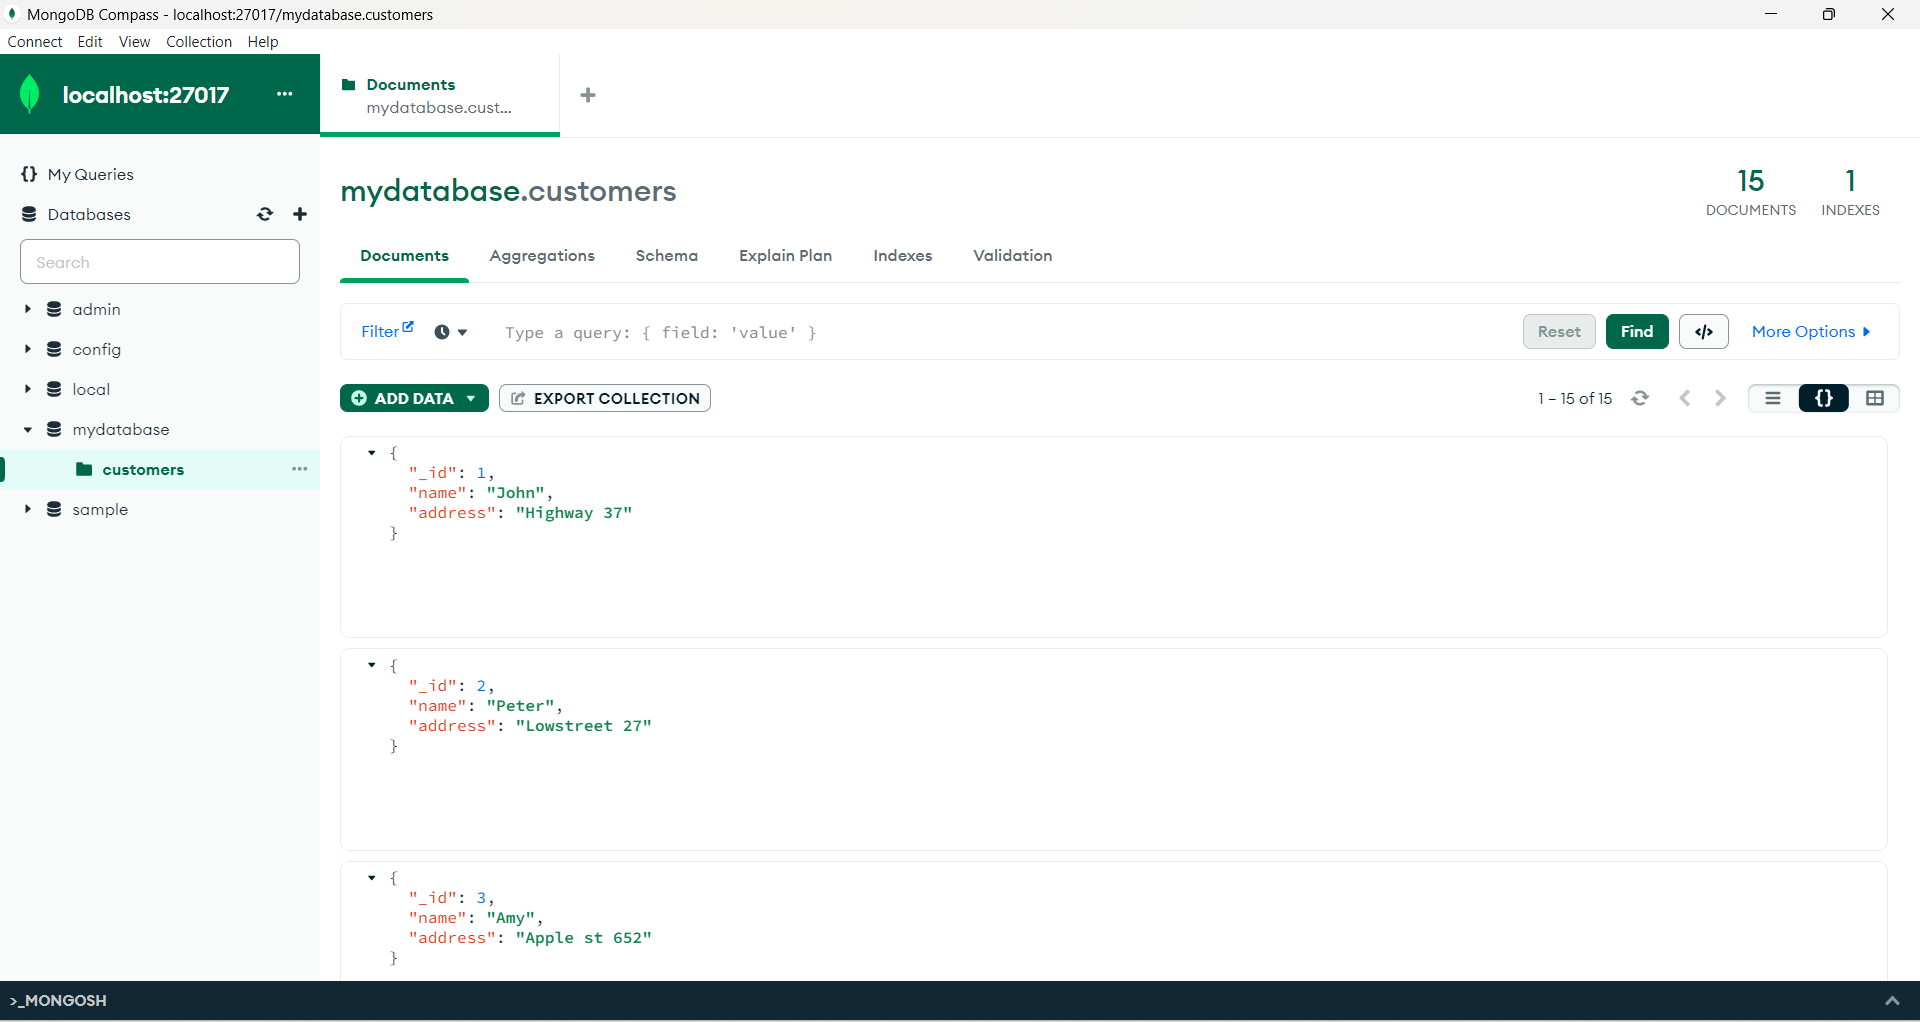 MongoDB Compass - localhost:27017/mydatabase.customers
Connect Edit View Collection Help
localhost:27017 ...
Documents
mydatabase.cust...
{} My Queries
Databases
Search
admin
config
local
mydatabase
customers ...
sample
mydatabase.customers
15
DOCUMENTS
1
INDEXES
Documents Aggregations Schema Explain Plan Indexes Validation
Filter Type a query: { field: 'value' } Reset Find </> More Options
ADD DATA EXPORT COLLECTION 1 – 15 of 15 {}
{
"_id": 1,
"name": "John",
"address": "Highway 37"
}
{
"_id": 2,
"name": "Peter",
"address": "Lowstreet 27"
}
{
"_id": 3,
"name": "Amy",
"address": "Apple st 652"
}
>_MONGOSH